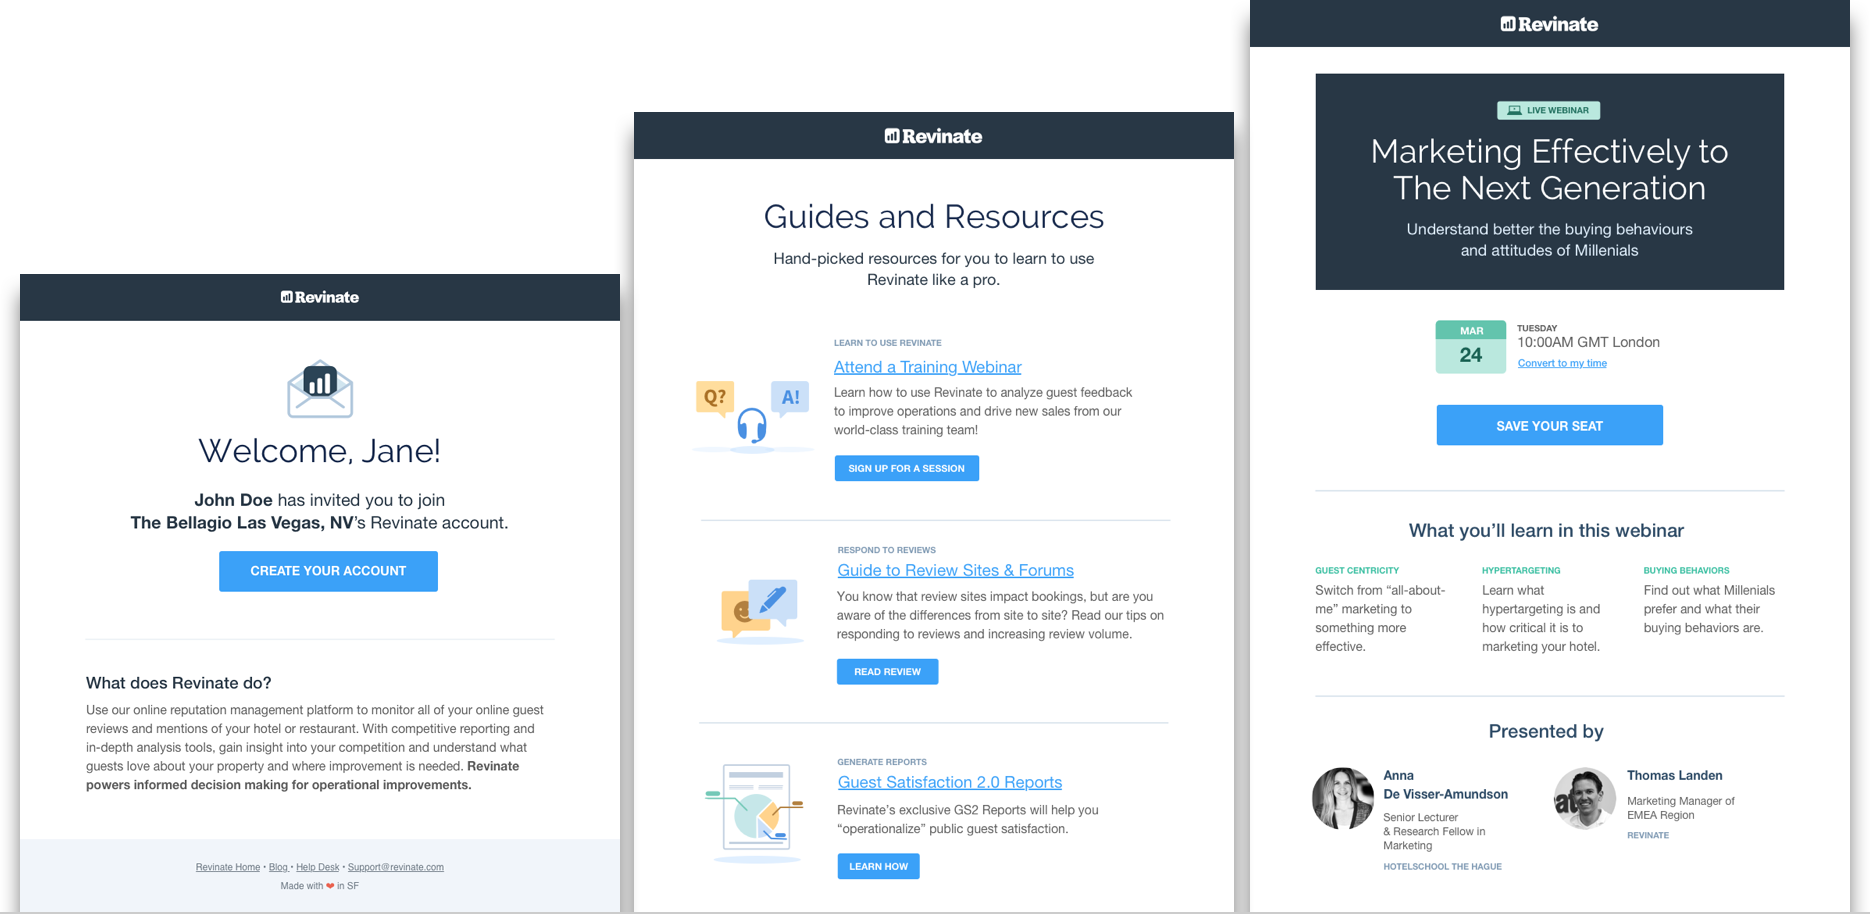 Revinate
Welcome, Jane!
John Doe has invited you to join
The Bellagio Las Vegas, NV's Revinate account.
CREATE YOUR ACCOUNT
What does Revinate do?
Use our online reputation management platform to monitor all of your online guest
reviews and mentions of your hotel or restaurant. With competitive reporting and
in-depth analysis tools, gain insight into your competition and understand what
guests love about your property and where improvement is needed. Revinate
powers informed decision making for operational improvements.
Revinate Home • Blog • Help Desk • Support@revinate.com
Made with ❤ in SF
Revinate
Guides and Resources
Hand-picked resources for you to learn to use
Revinate like a pro.
Q?
A!
LEARN TO USE REVINATE
Attend a Training Webinar
Learn how to use Revinate to analyze guest feedback
to improve operations and drive new sales from our
world-class training team!
SIGN UP FOR A SESSION
RESPOND TO REVIEWS
Guide to Review Sites & Forums
You know that review sites impact bookings, but are you
aware of the differences from site to site? Read our tips on
responding to reviews and increasing review volume.
READ REVIEW
GENERATE REPORTS
Guest Satisfaction 2.0 Reports
Revinate's exclusive GS2 Reports will help you
“operationalize” public guest satisfaction.
LEARN HOW
Revinate
LIVE WEBINAR
Marketing Effectively to
The Next Generation
Understand better the buying behaviours
and attitudes of Millenials
MAR
24
TUESDAY
10:00AM GMT London
Convert to my time
SAVE YOUR SEAT
What you'll learn in this webinar
GUEST CENTRICITY
Switch from “all-about-
me” marketing to
something more
effective.
HYPERTARGETING
Learn what
hypertargeting is and
how critical it is to
marketing your hotel.
BUYING BEHAVIORS
Find out what Millenials
prefer and what their
buying behaviors are.
Presented by
Anna
De Visser-Amundson
Senior Lecturer
& Research Fellow in
Marketing
HOTELSCHOOL THE HAGUE
Thomas Landen
Marketing Manager of
EMEA Region
REVINATE